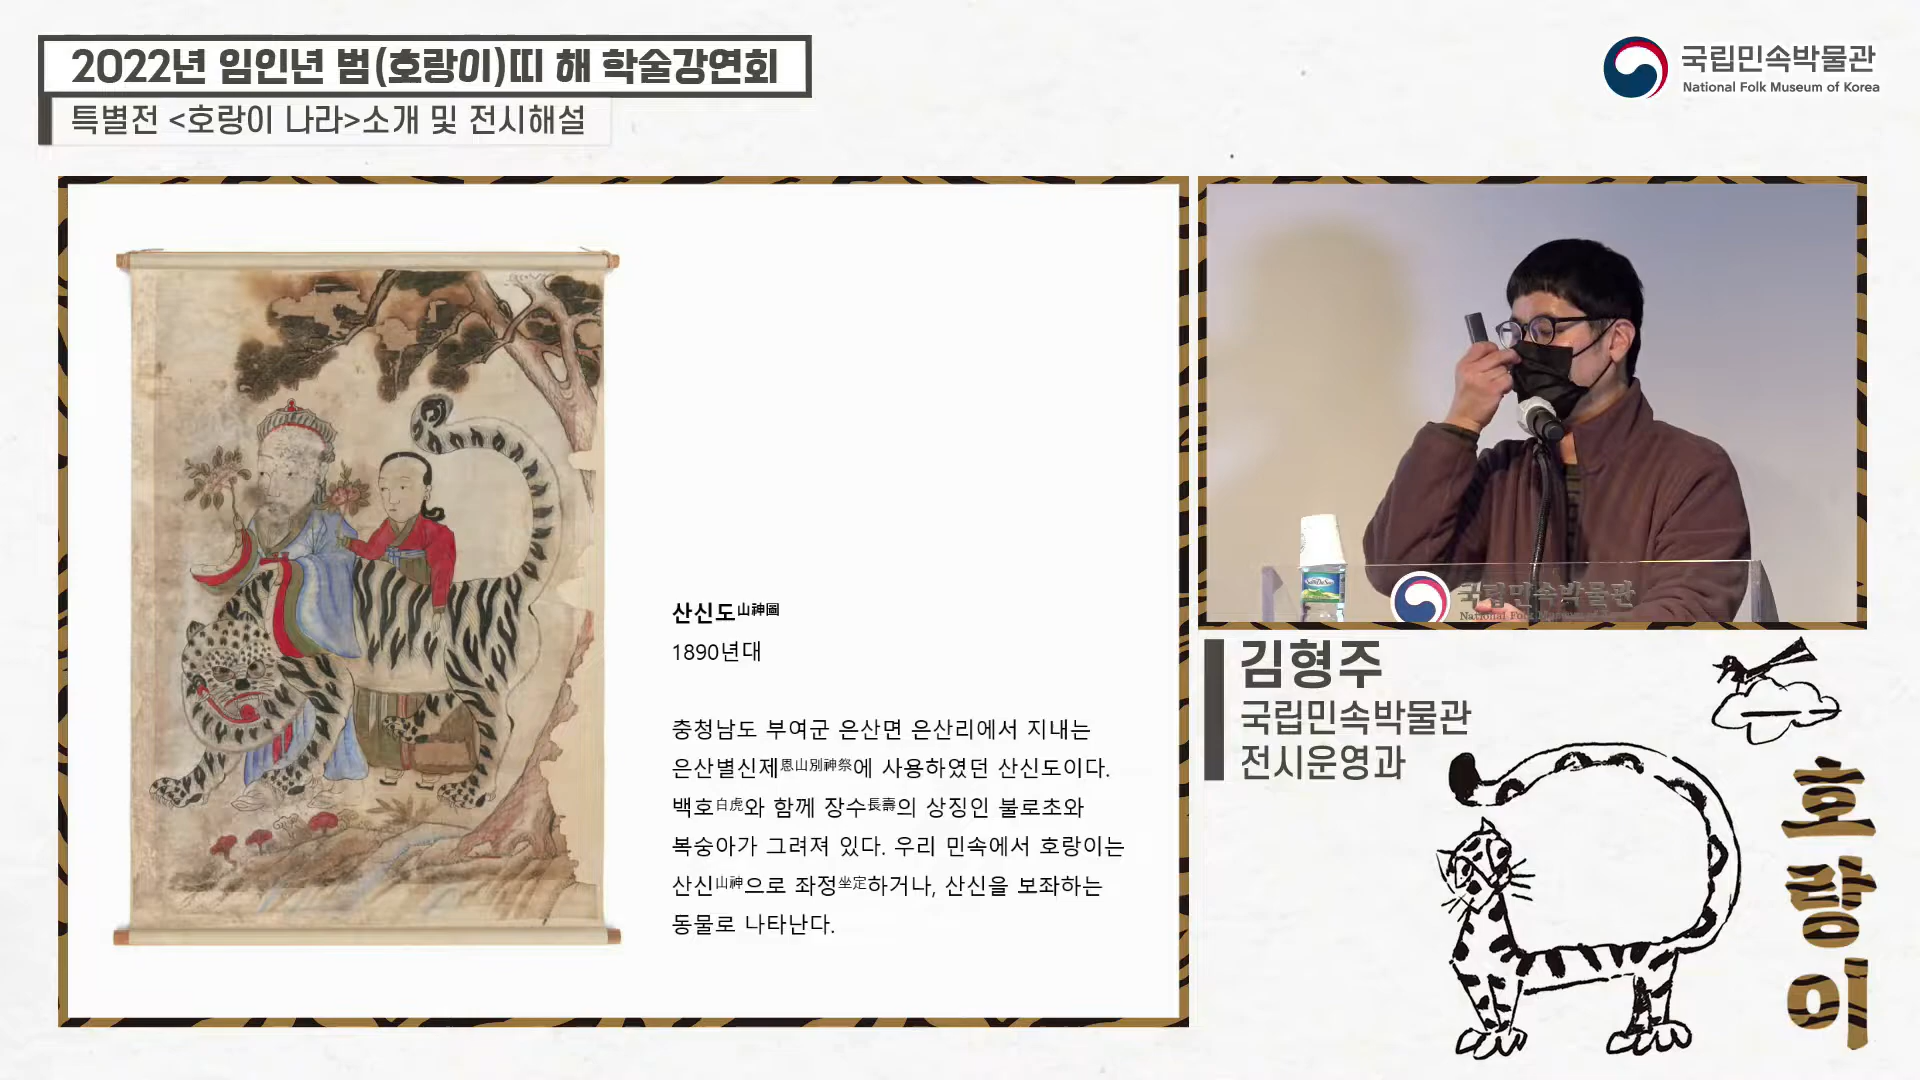 2022년 임인년 범(호랑이)띠 해 학술강연회
특별전 <호랑이 나라>소개 및 전시해설
국립민속박물관
National Folk Museum of Korea
산신도山神圖
1890년대
충청남도 부여군 은산면 은산리에서 지내는
은산별신제恩山別神祭에 사용하였던 산신도이다.
백호白虎와 함께 장수長壽의 상징인 불로초와
복숭아가 그려져 있다. 우리 민속에서 호랑이는
산신山神으로 좌정坐定하거나, 산신을 보좌하는
동물로 나타난다.
국립민속박물관
김형주
국립민속박물관
전시운영과
호랑이